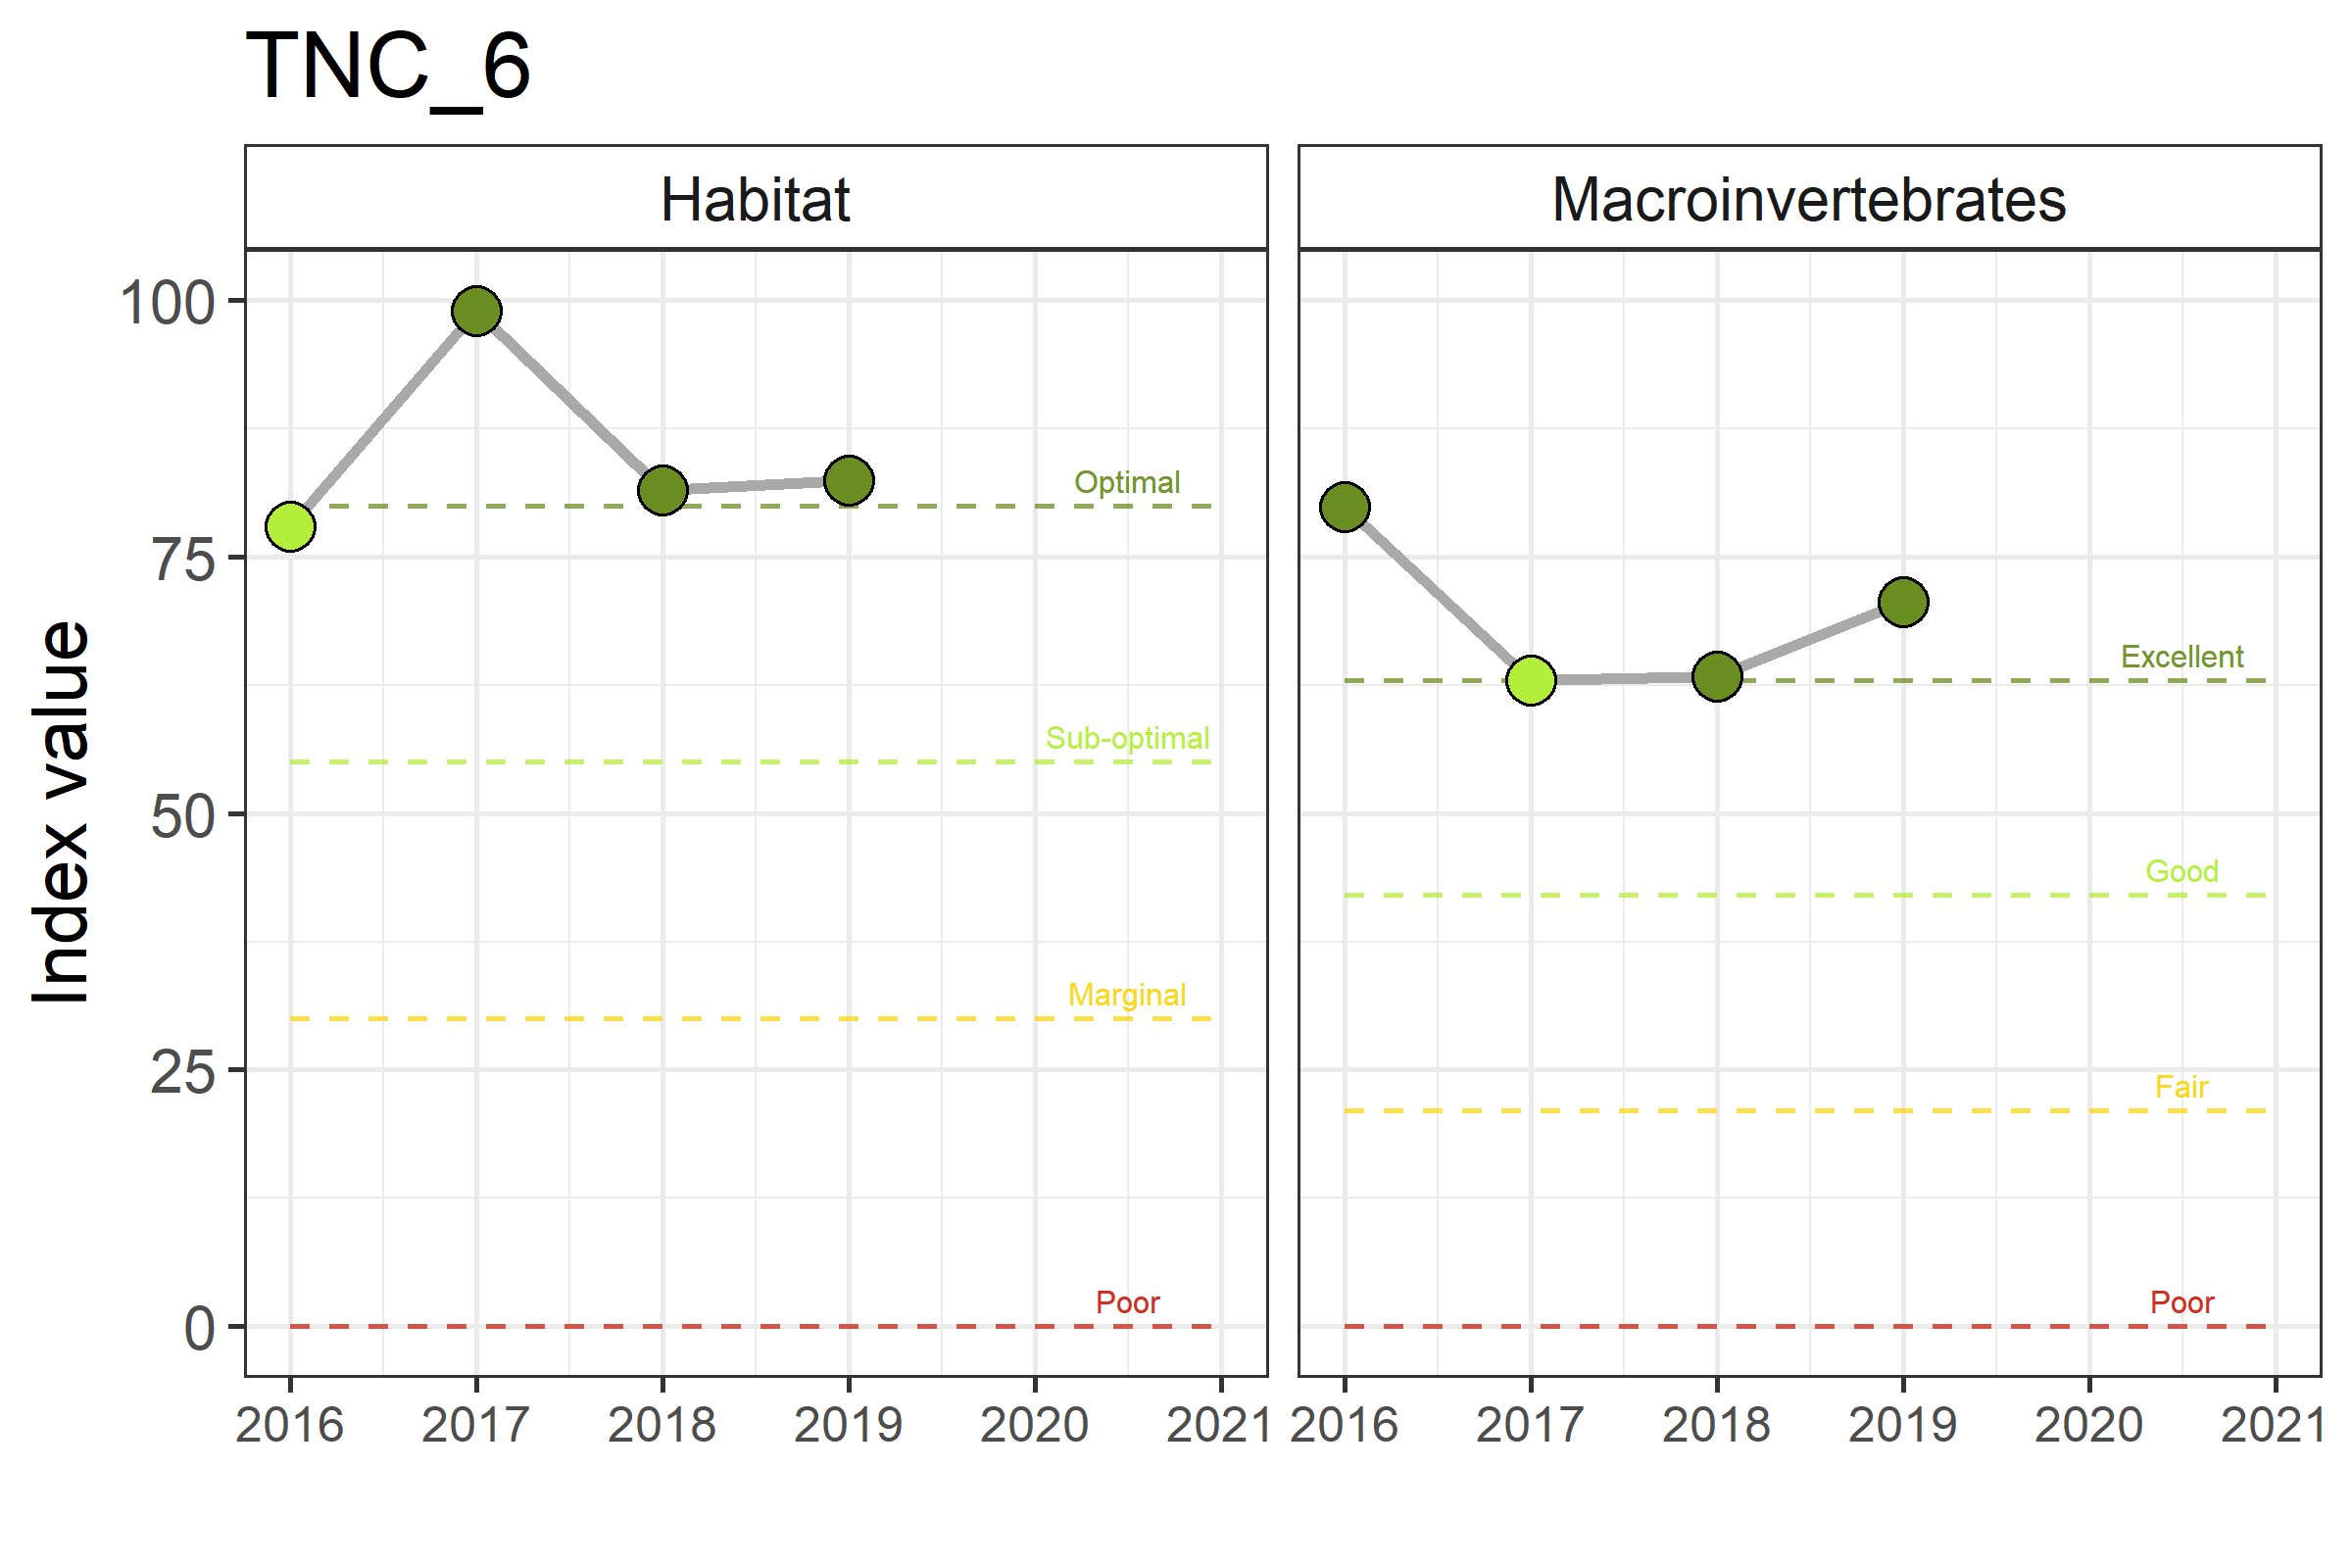 TNC_6
Habitat
Macroinvertebrates
Index value
100
75
50
25
0
Optimal
Sub-optimal
Marginal
Poor
Excellent
Good
Fair
Poor
2016 2017 2018 2019 2020 2021
2016 2017 2018 2019 2020 2021